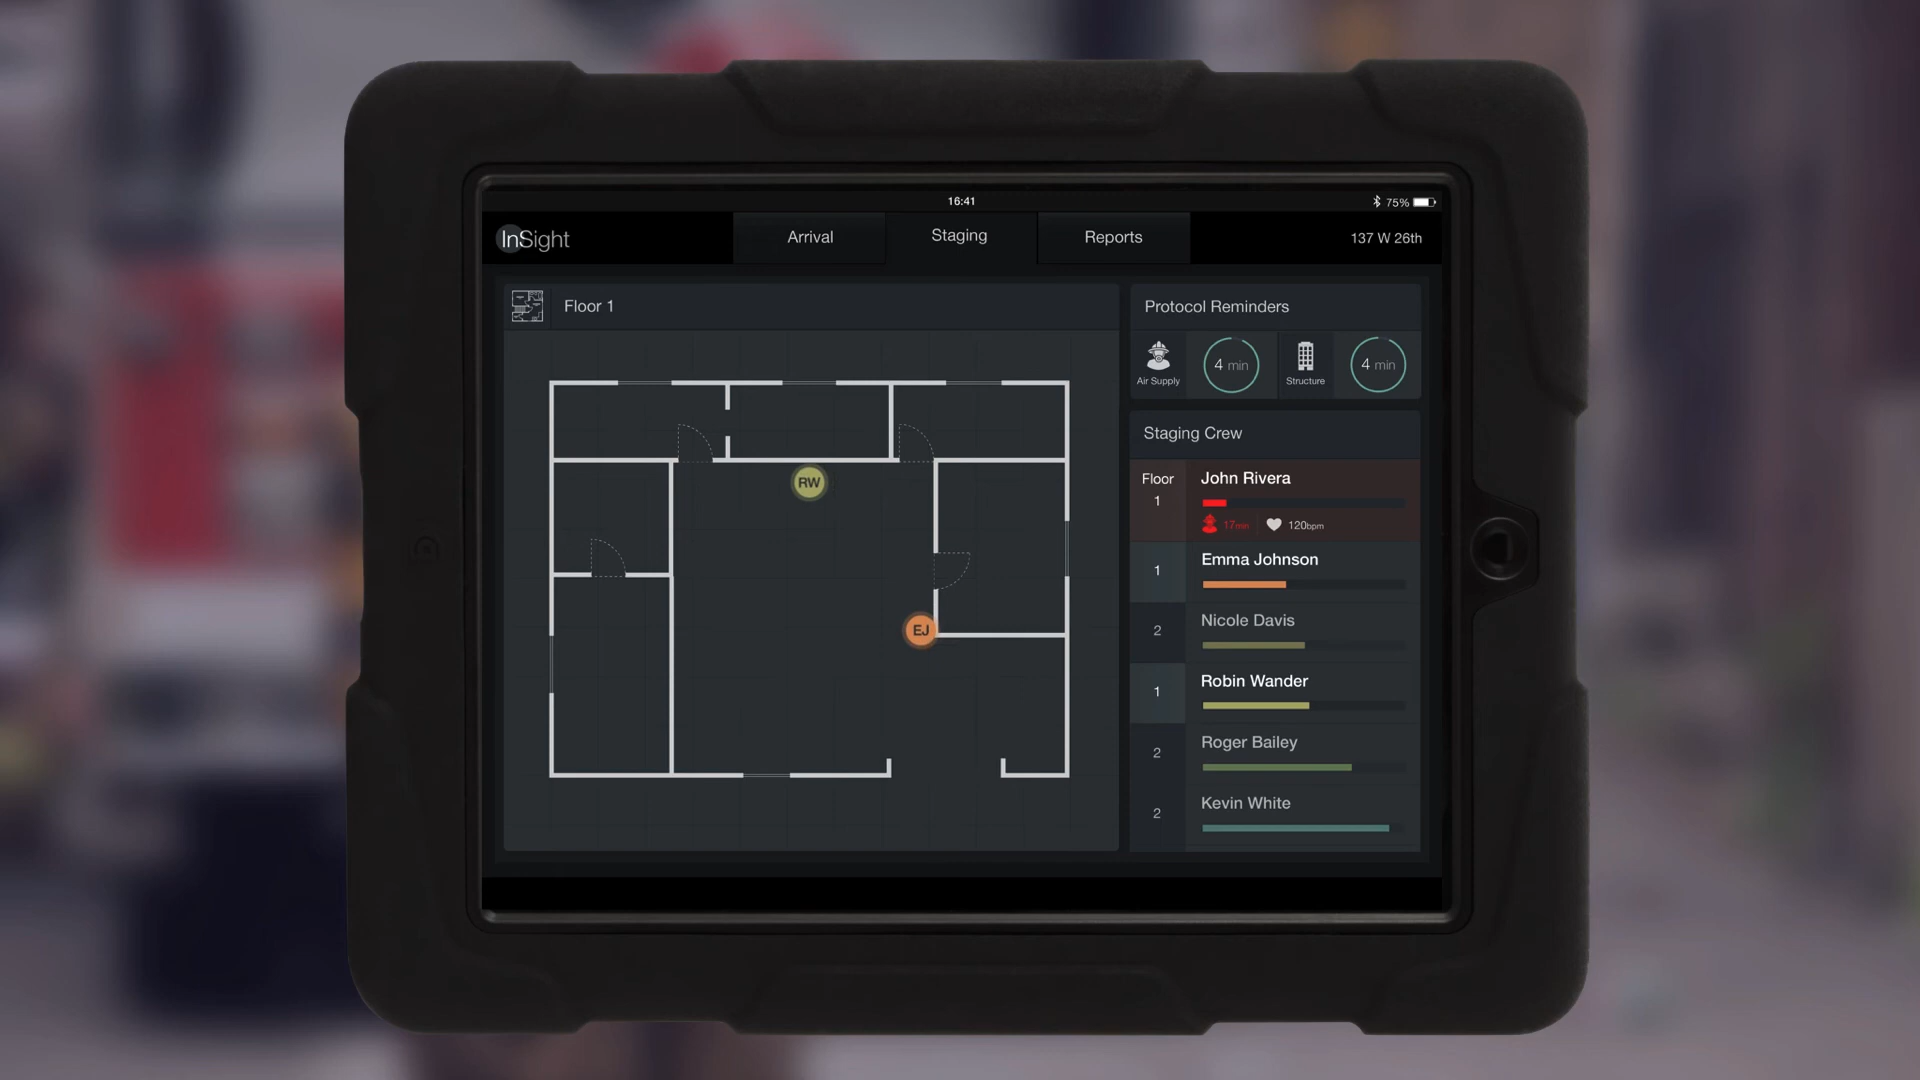 16:41
75%
InSight
Arrival
Staging
Reports
137 W 26th
Floor 1
Protocol Reminders
Air Supply
4 min
Structure
4 min
Staging Crew
Floor
1
John Rivera
17min
120bpm
1
Emma Johnson
2
Nicole Davis
1
Robin Wander
2
Roger Bailey
2
Kevin White
RW
EJ